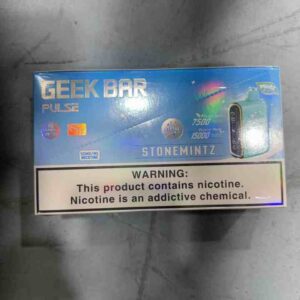 GEEK BAR
PULSE
7500
15000
STONEMINTZ
WARNING:
This product contains nicotine.
Nicotine is an addictive chemical.